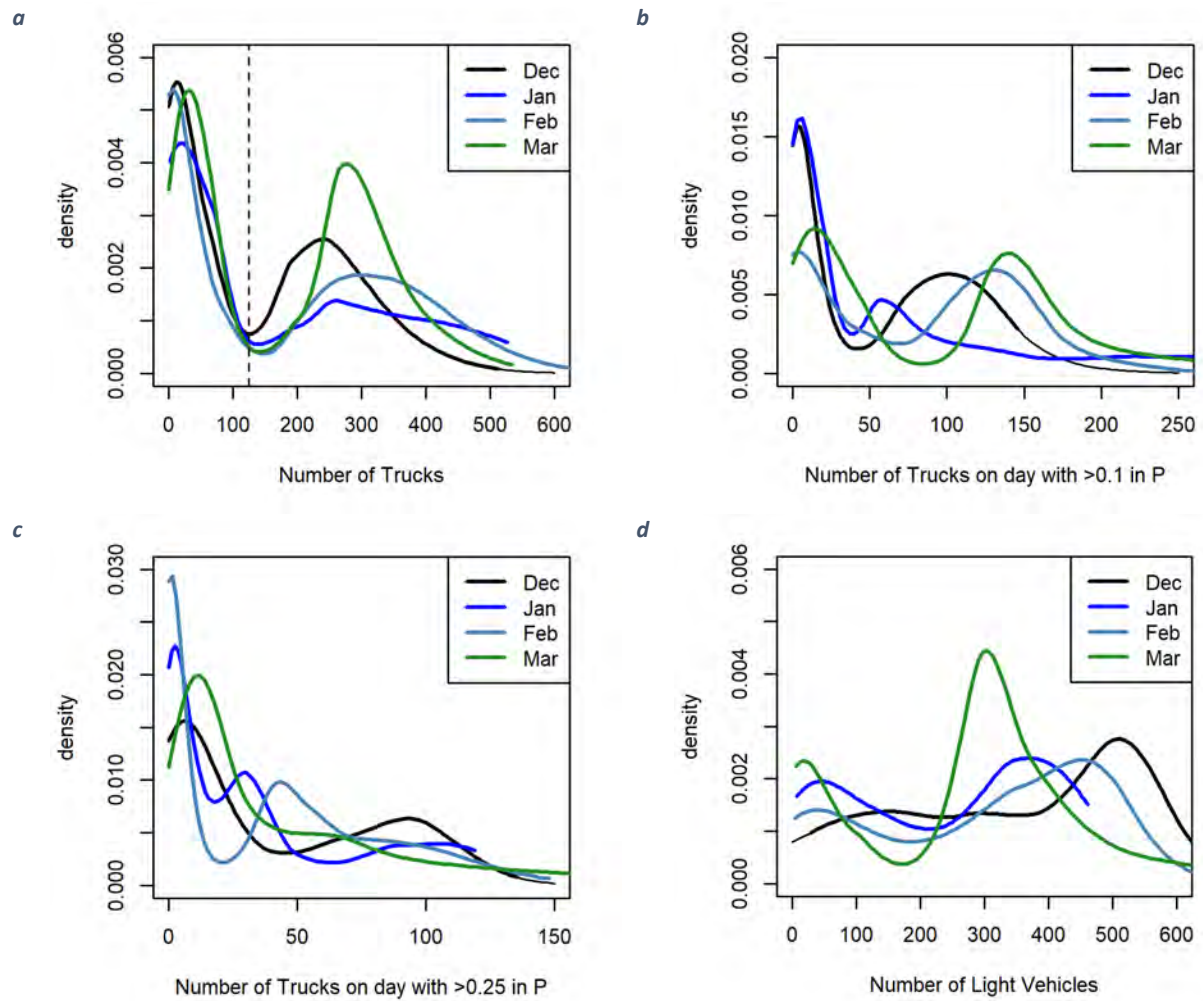 a
0.006
0.004
0.002
0.000
density
Dec
Jan
Feb
Mar
0 100 200 300 400 500 600
Number of Trucks
b
0.020
0.015
0.010
0.005
0.000
density
Dec
Jan
Feb
Mar
0 50 100 150 200 250
Number of Trucks on day with >0.1 in P
c
0.030
0.020
0.010
0.000
density
Dec
Jan
Feb
Mar
0 50 100 150
Number of Trucks on day with >0.25 in P
d
0.006
0.004
0.002
0.000
density
Dec
Jan
Feb
Mar
0 100 200 300 400 500 600
Number of Light Vehicles